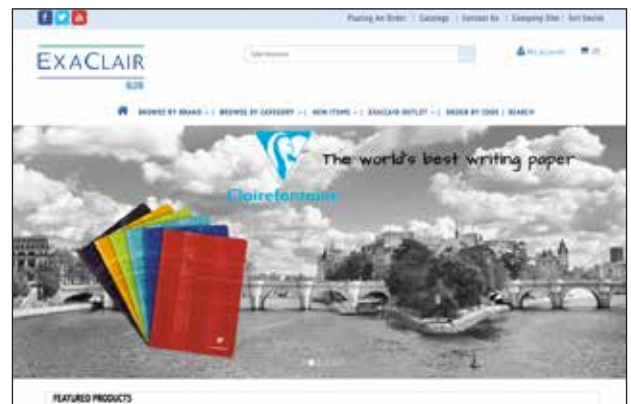 Placing An Order | Catalogs | Contact Us | Company Site | Get Social
EXACLAIR
B2B
My account
BROWSE BY BRAND | BROWSE BY CATEGORY | NEW ITEMS | EXACLAIR OUTLET | ORDER BY CODE | SEARCH
The world's best writing paper
Clairefontaine
FEATURED PRODUCTS